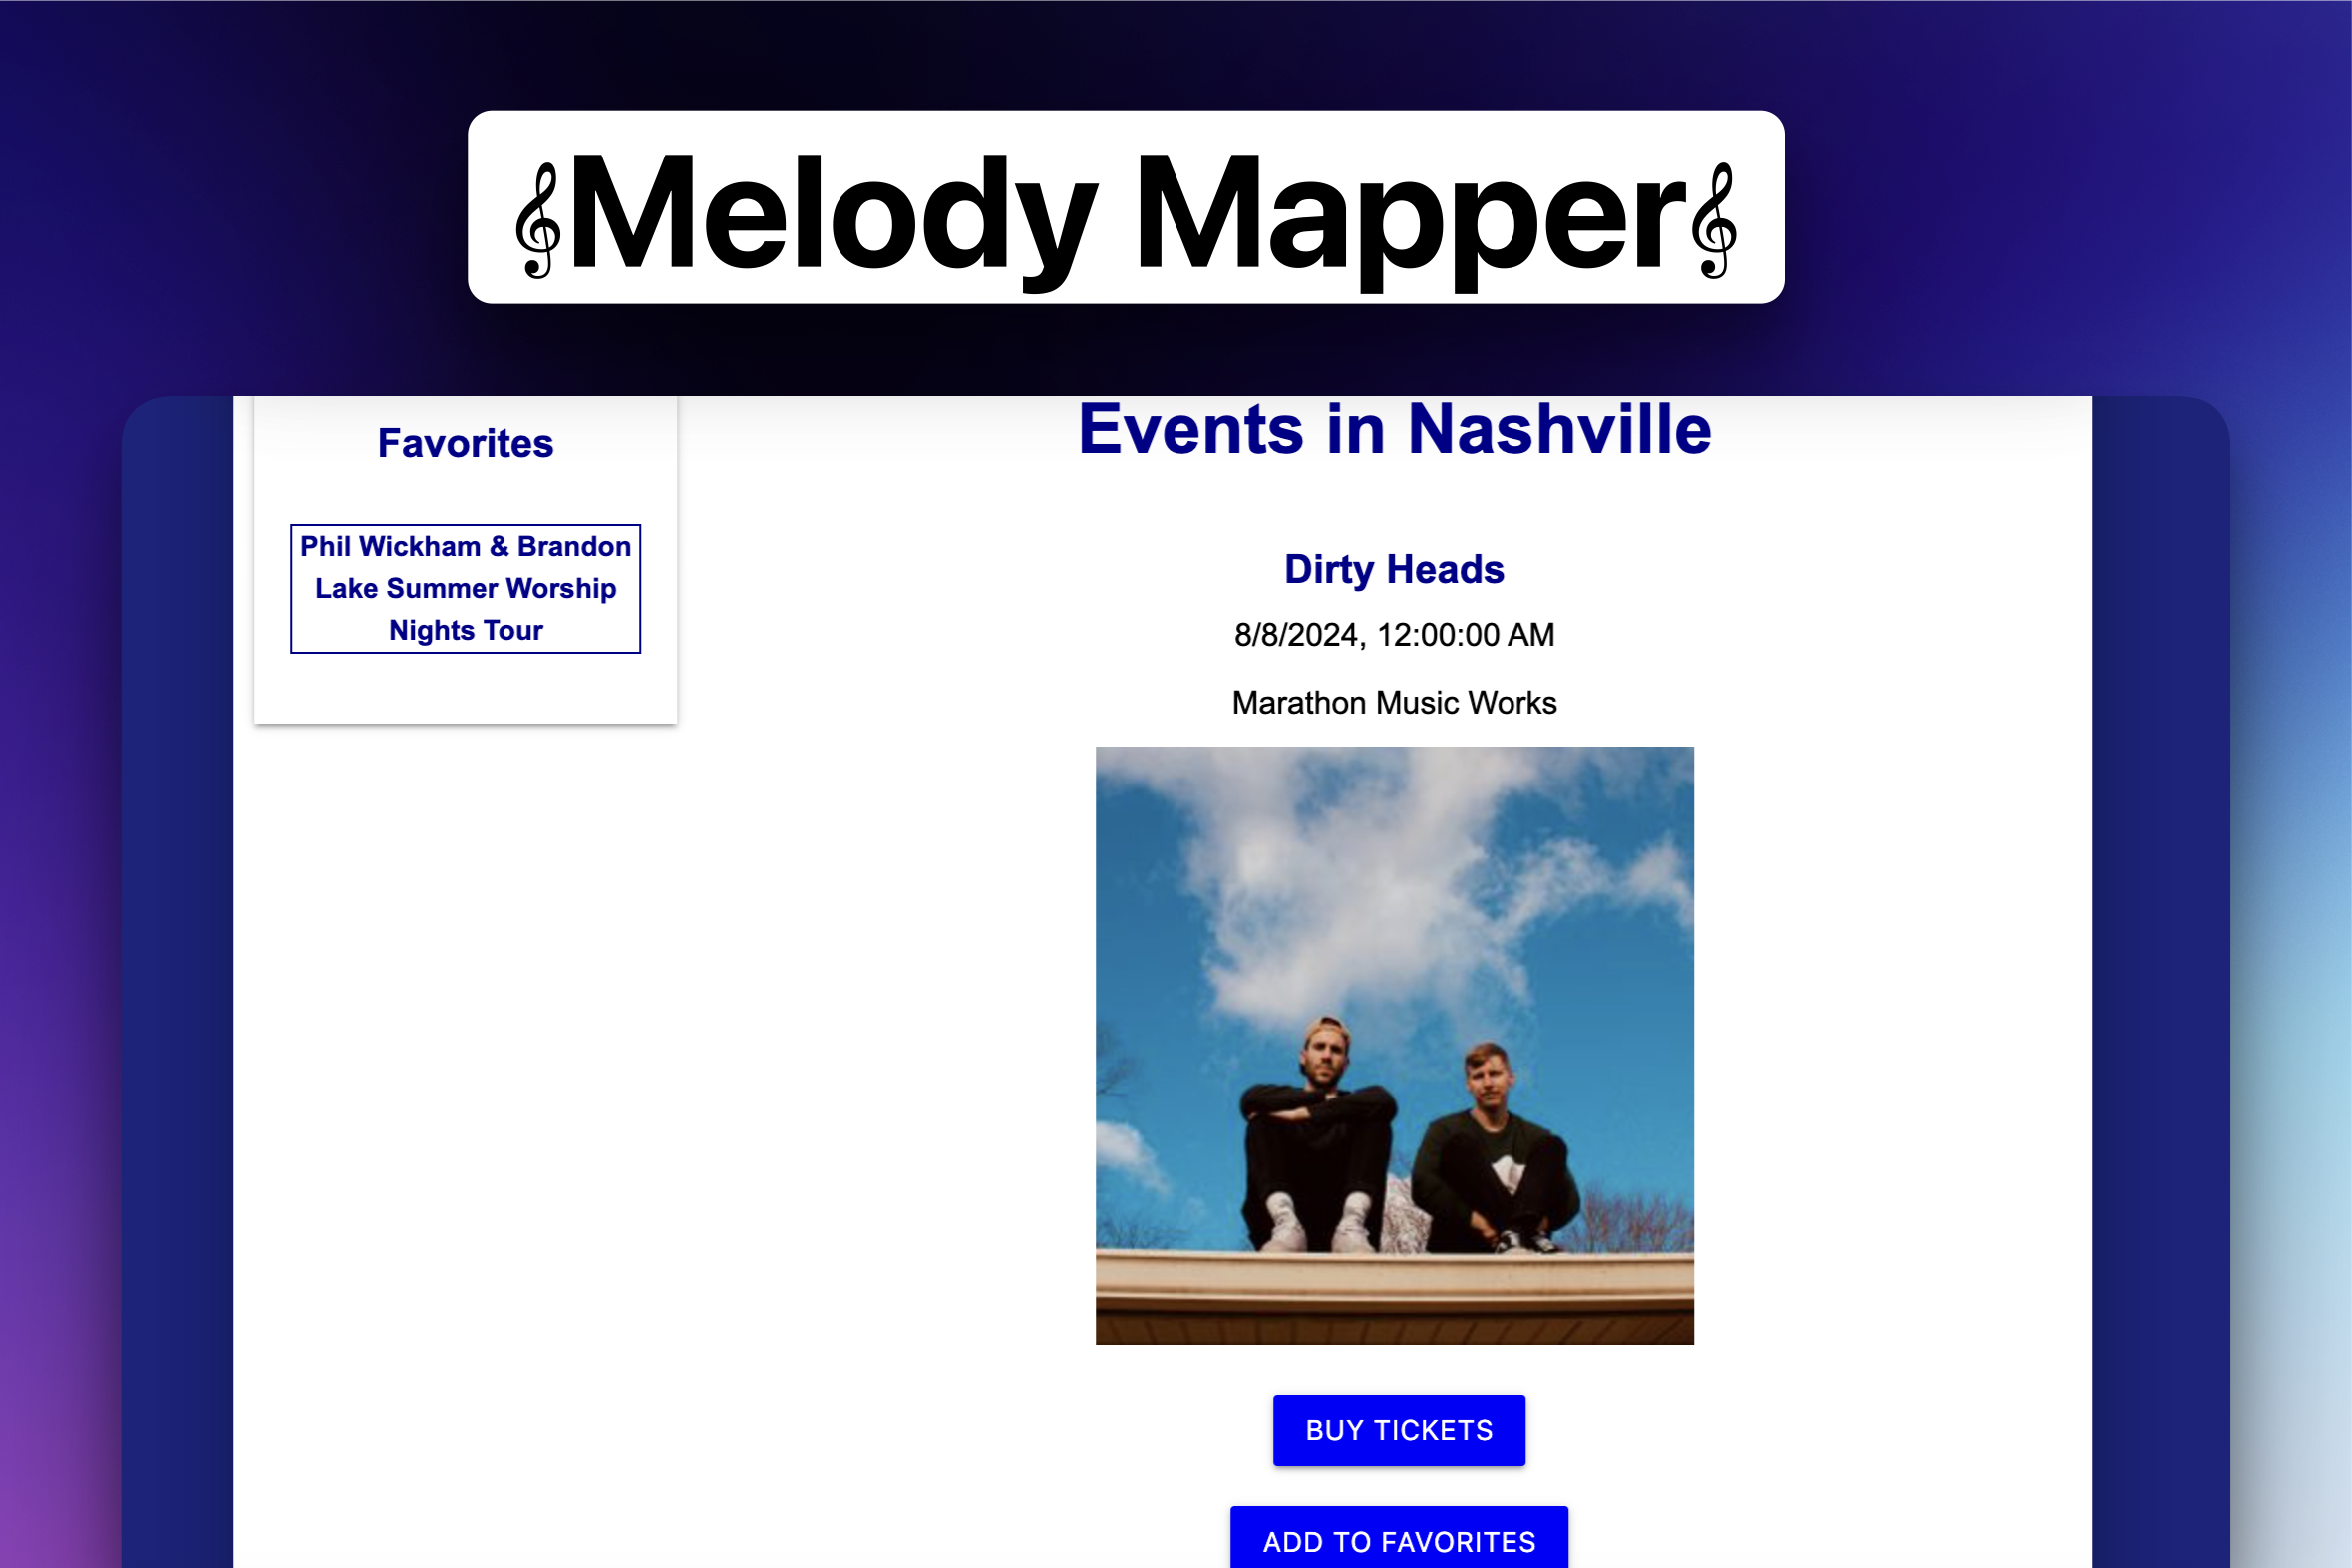 𝄞Melody Mapper𝄞
Favorites
Phil Wickham & Brandon
Lake Summer Worship
Nights Tour
Events in Nashville
Dirty Heads
8/8/2024, 12:00:00 AM
Marathon Music Works
BUY TICKETS
ADD TO FAVORITES